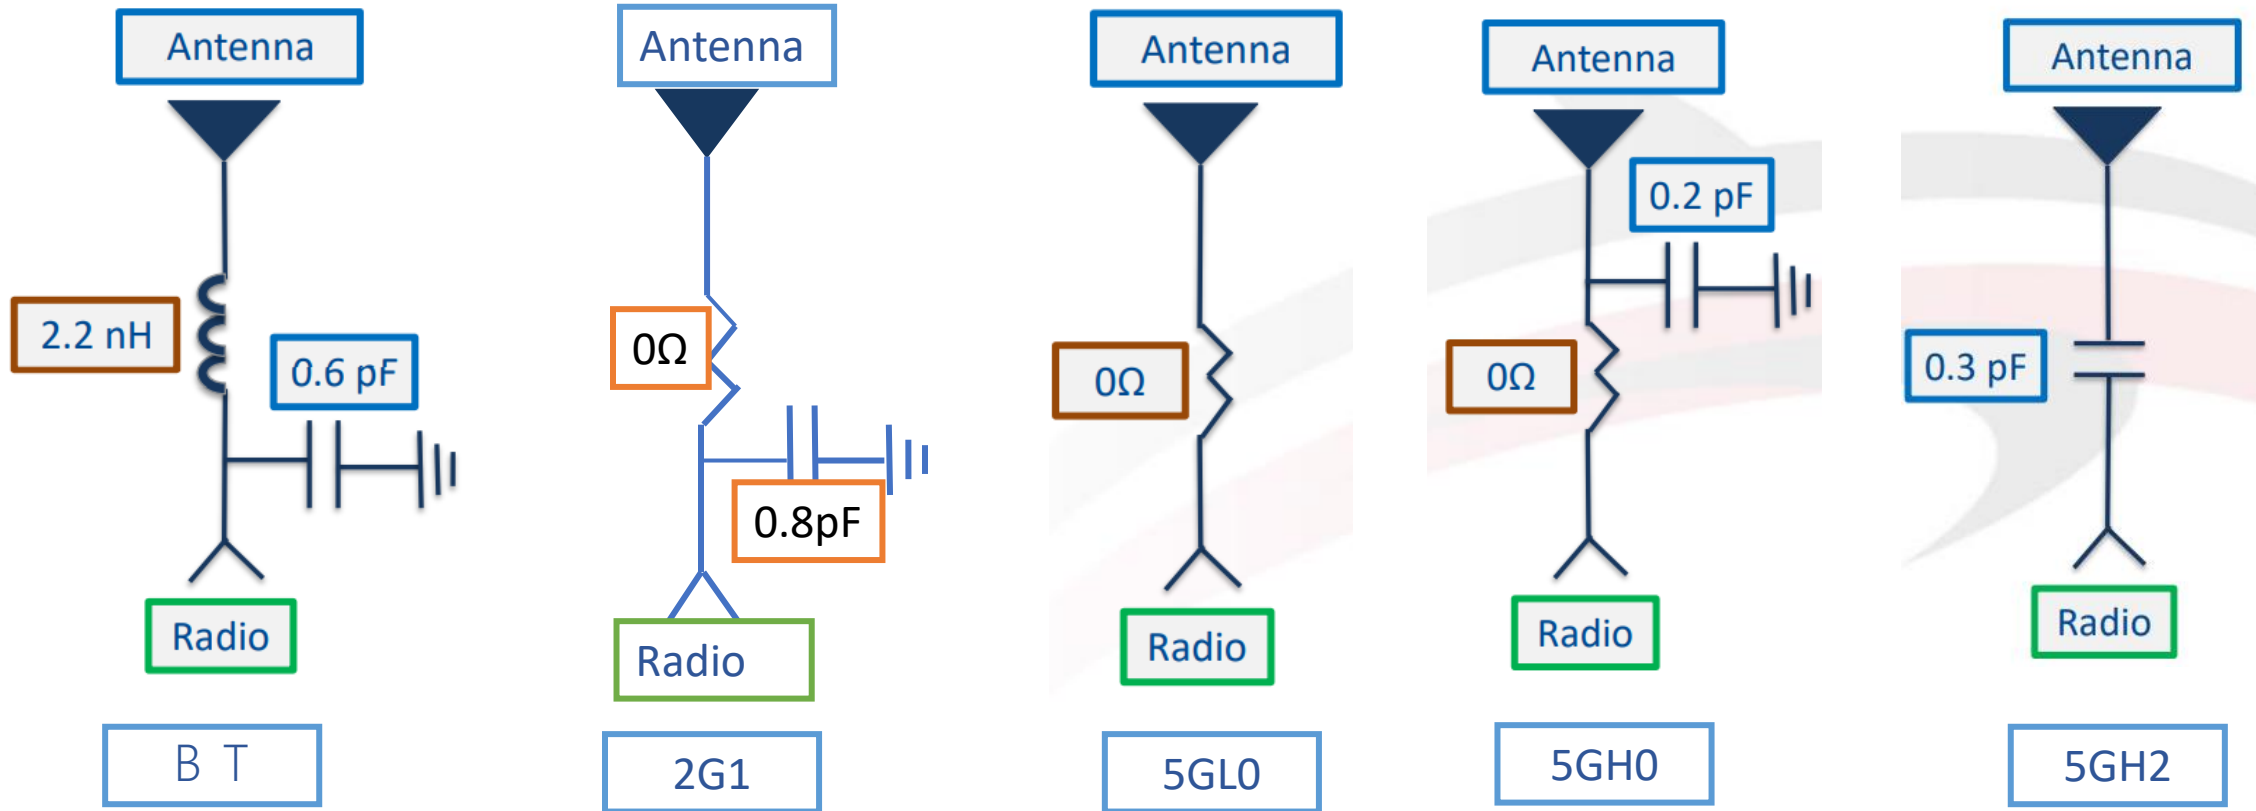 Antenna
2.2 nH
0.6 pF
Radio
B T
Antenna
0Ω
0.8pF
Radio
2G1
Antenna
0Ω
Radio
5GL0
Antenna
0.2 pF
0Ω
Radio
5GH0
Antenna
0.3 pF
Radio
5GH2